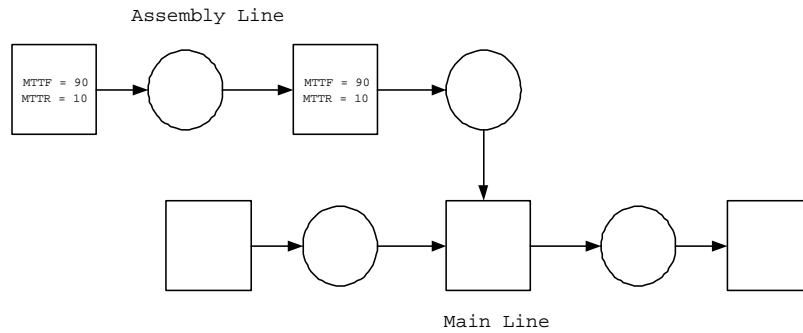 Assembly Line
MTTF = 90
MTTR = 10
MTTF = 90
MTTR = 10
Main Line